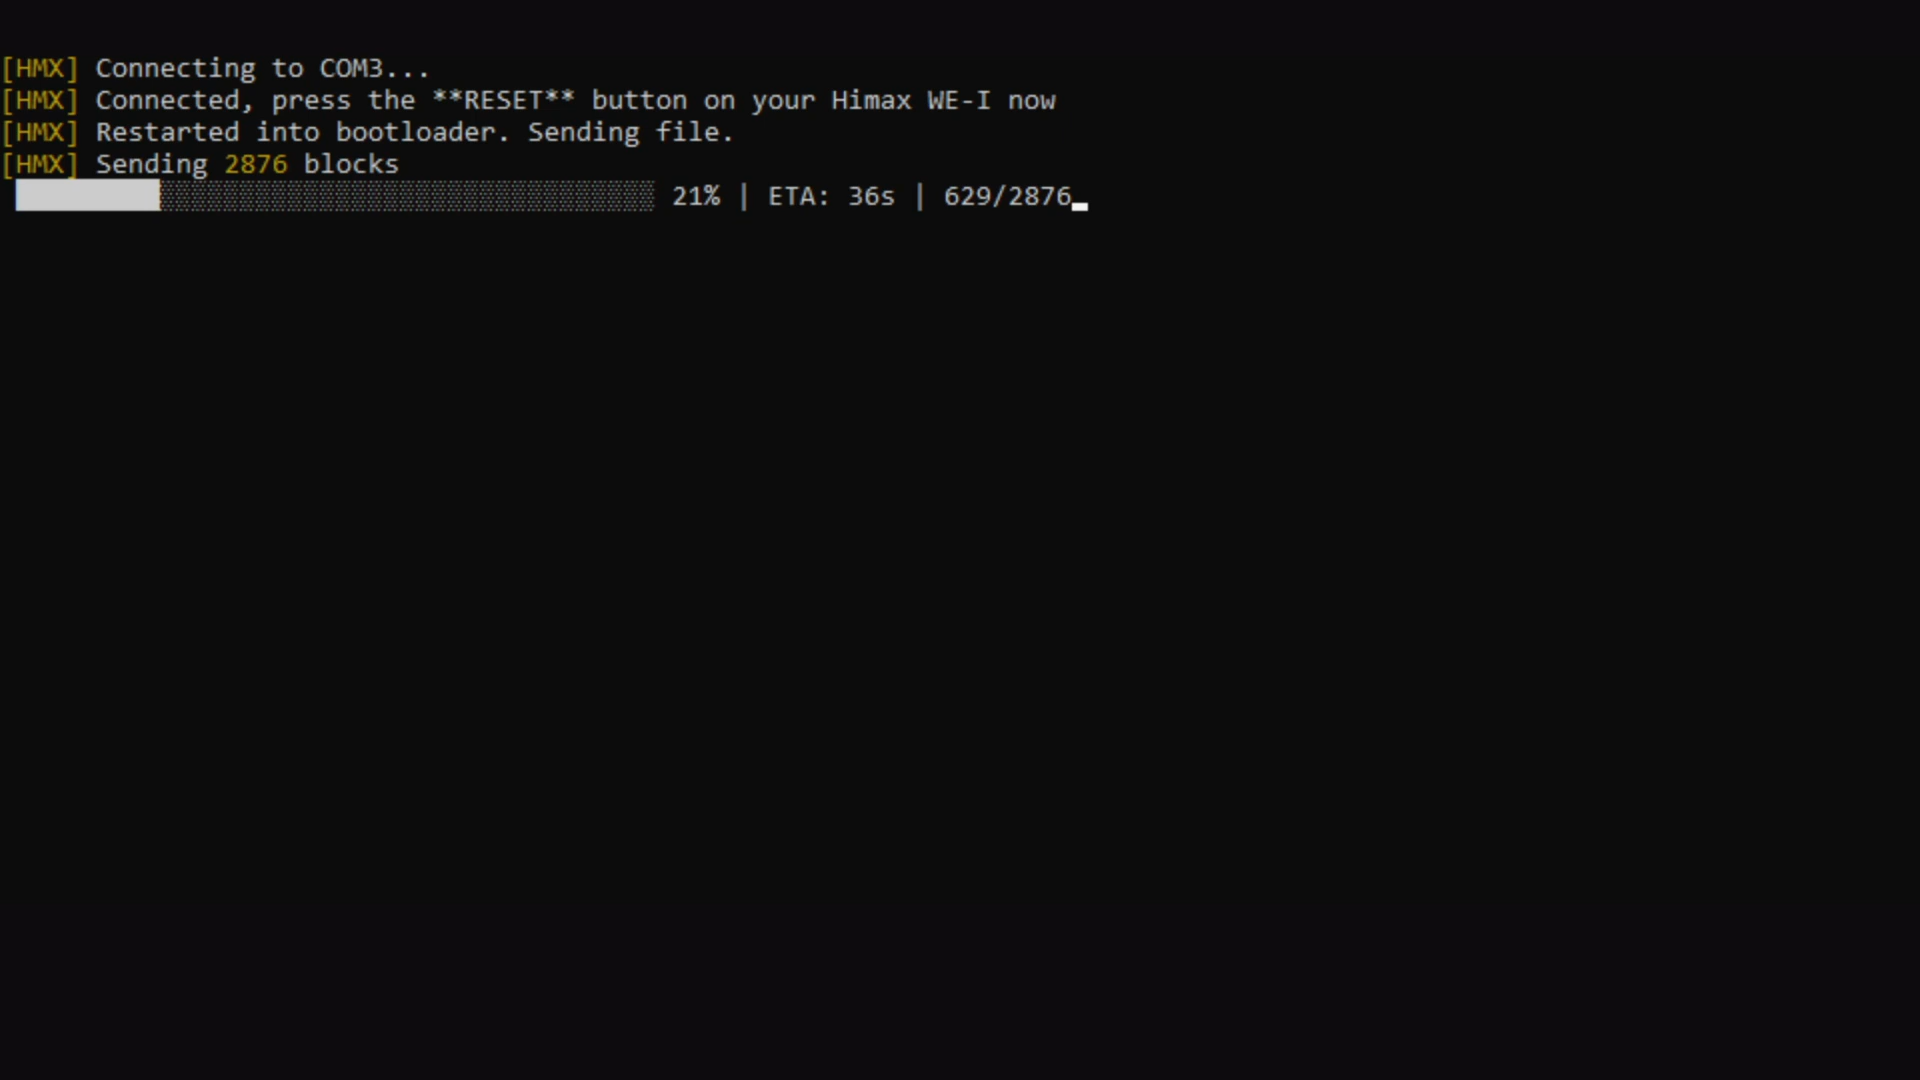 [HMX] Connecting to COM3...
[HMX] Connected, press the **RESET** button on your Himax WE-I now
[HMX] Restarted into bootloader. Sending file.
[HMX] Sending 2876 blocks
21% | ETA: 36s | 629/2876